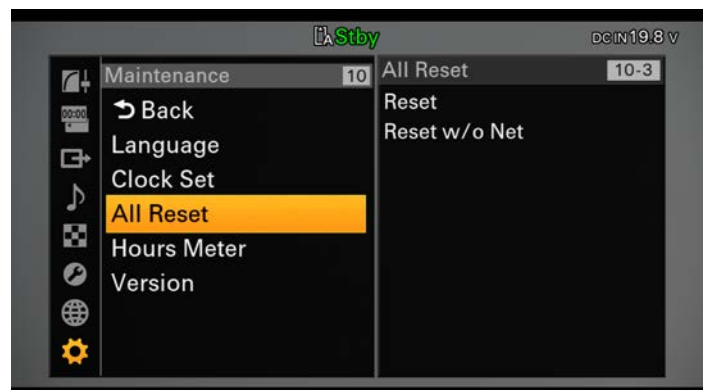 A Stby
DC IN 19.8 V
Maintenance 10
Back
Language
Clock Set
All Reset
Hours Meter
Version
All Reset 10-3
Reset
Reset w/o Net
00:00